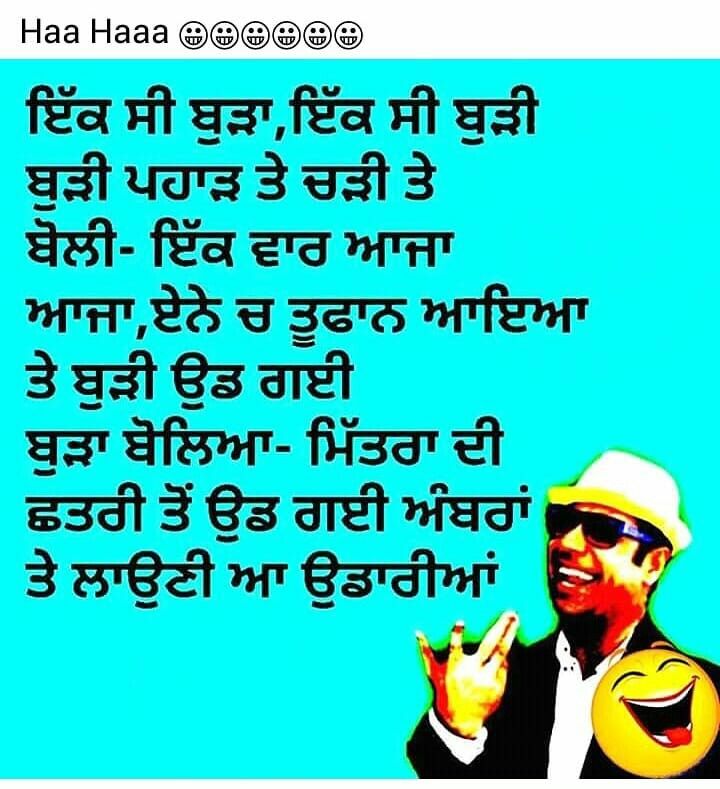 Haa Haaa 😀😀😀😀😀😀
ਇੱਕ ਸੀ ਬੁੜਾ,ਇੱਕ ਸੀ ਬੁੜੀ
ਬੁੜੀ ਪਹਾੜ ਤੇ ਚੜੀ ਤੇ
ਬੋਲੀ- ਇੱਕ ਵਾਰ ਆਜਾ
ਆਜਾ,ਏਨੇ ਚ ਤੂਫਾਨ ਆਇਆ
ਤੇ ਬੁੜੀ ਉਡ ਗਈ
ਬੁੜਾ ਬੋਲਿਆ- ਮਿੱਤਰਾ ਦੀ
ਛਤਰੀ ਤੋਂ ਉਡ ਗਈ ਅੰਬਰਾਂ
ਤੇ ਲਾਉਣੀ ਆ ਉਡਾਰੀਆਂ